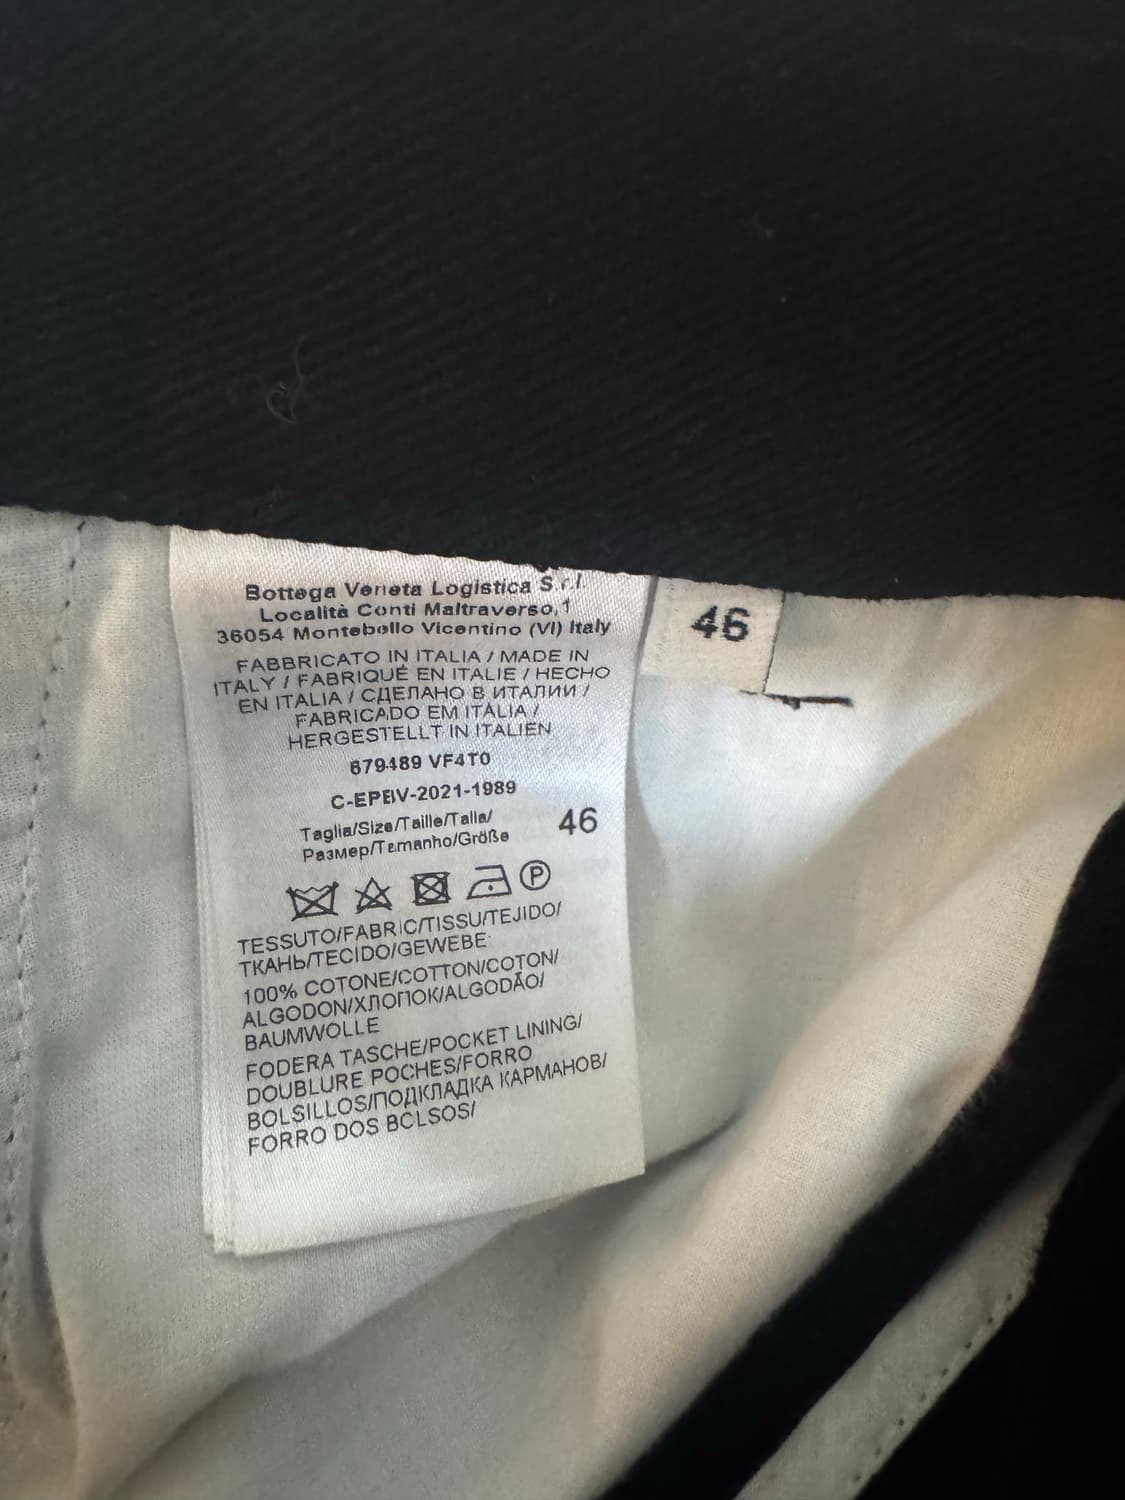 Bottega Veneta Logistica S.r.l.
Località Conti Maltraverso,1
36054 Montebello Vicentino (VI) Italy
FABBRICATO IN ITALIA / MADE IN
ITALY / FABRIQUÉ EN ITALIE / HECHO
EN ITALIA / СДЕЛАНО В ИТАЛИИ /
FABRICADO EM ITÁLIA /
HERGESTELLT IN ITALIEN
679489 VF4T0
C-EPBIV-2021-1989
Taglia/Size/Taille/Talla/
Размер/Tamanho/Größe
46
P
TESSUTO/FABRIC/TISSU/TEJIDO/
ТКАНЬ/TECIDO/GEWEBE:
100% COTONE/COTTON/COTON/
ALGODON/ХЛОПОК/ALGODÃO/
BAUMWOLLE
FODERA TASCHE/POCKET LINING/
DOUBLURE POCHES/FORRO
BOLSILLOS/ПОДКЛАДКА КАРМАНОВ/
FORRO DOS BOLSOS/
46